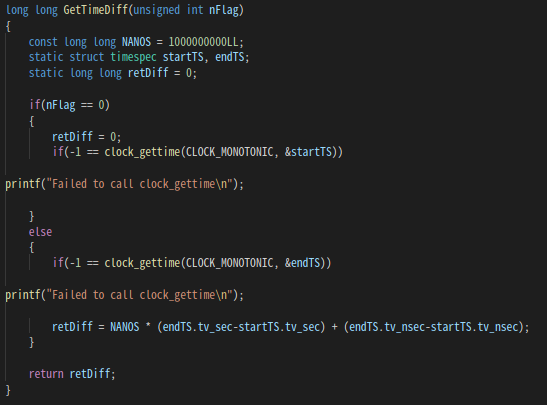 long long GetTimeDiff(unsigned int nFlag)
{
    const long long NANOS = 1000000000LL;
    static struct timespec startTS, endTS;
    static long long retDiff = 0;

    if(nFlag == 0)
    {
        retDiff = 0;
        if(-1 == clock_gettime(CLOCK_MONOTONIC, &startTS))

printf("Failed to call clock_gettime\n");

    }
    else
    {
        if(-1 == clock_gettime(CLOCK_MONOTONIC, &endTS))

printf("Failed to call clock_gettime\n");

        retDiff = NANOS * (endTS.tv_sec-startTS.tv_sec) + (endTS.tv_nsec-startTS.tv_nsec);
    }

    return retDiff;
}